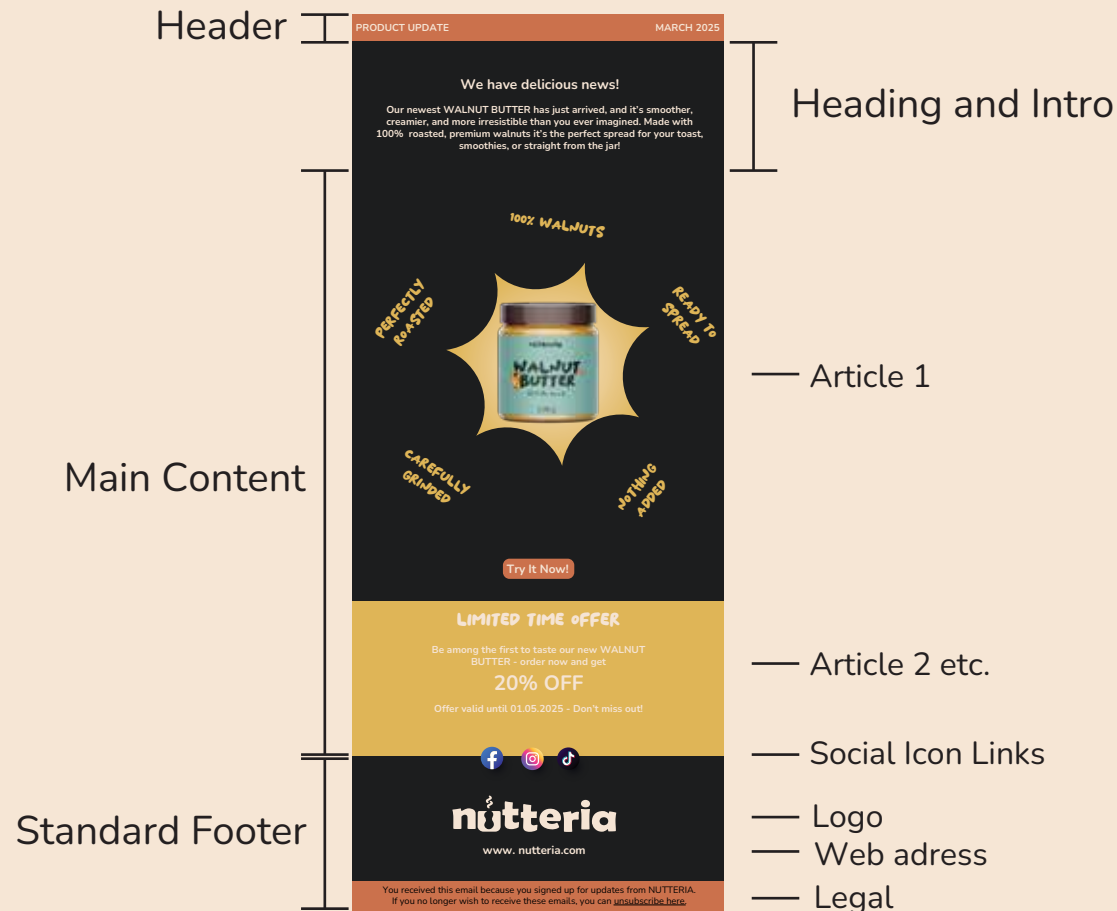 Header
PRODUCT UPDATE
MARCH 2025
We have delicious news!
Our newest WALNUT BUTTER has just arrived, and it's smoother,
creamier, and more irresistible than you ever imagined. Made with
100% roasted, premium walnuts it's the perfect spread for your toast,
smoothies, or straight from the jar!
Heading and Intro
100% WALNUTS
PERFECTLY
ROASTED
READY TO
SPREAD
WALNUT
BUTTER
CAREFULLY
GRINDED
NOTHING
ADDED
Article 1
Main Content
Try It Now!
LIMITED TIME OFFER
Be among the first to taste our new WALNUT
BUTTER - order now and get
20% OFF
Offer valid until 01.05.2025 - Don't miss out!
Article 2 etc.
Social Icon Links
nutteria
Logo
www. nutteria.com
Web adress
Standard Footer
You received this email because you signed up for updates from NUTTERIA.
If you no longer wish to receive these emails, you can unsubscribe here.
Legal